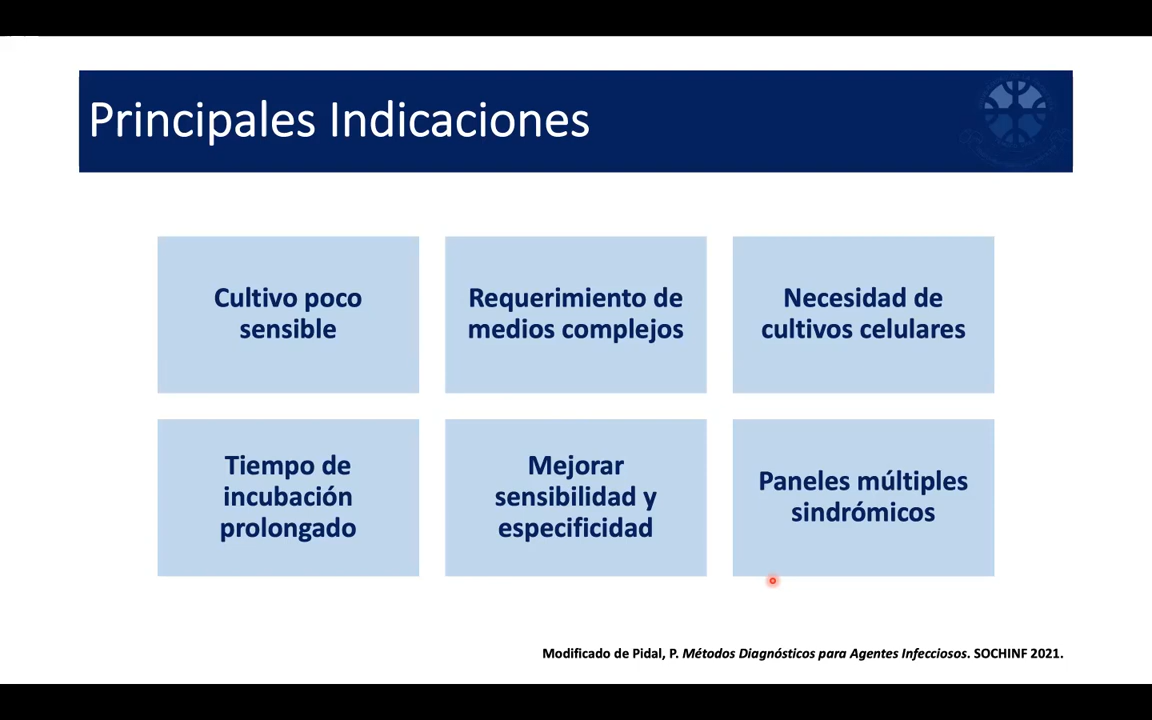 Principales Indicaciones
Cultivo poco
sensible
Requerimiento de
medios complejos
Necesidad de
cultivos celulares
Tiempo de
incubación
prolongado
Mejorar
sensibilidad y
especificidad
Paneles múltiples
sindrómicos
Modificado de Pidal, P. Métodos Diagnósticos para Agentes Infecciosos. SOCHINF 2021.